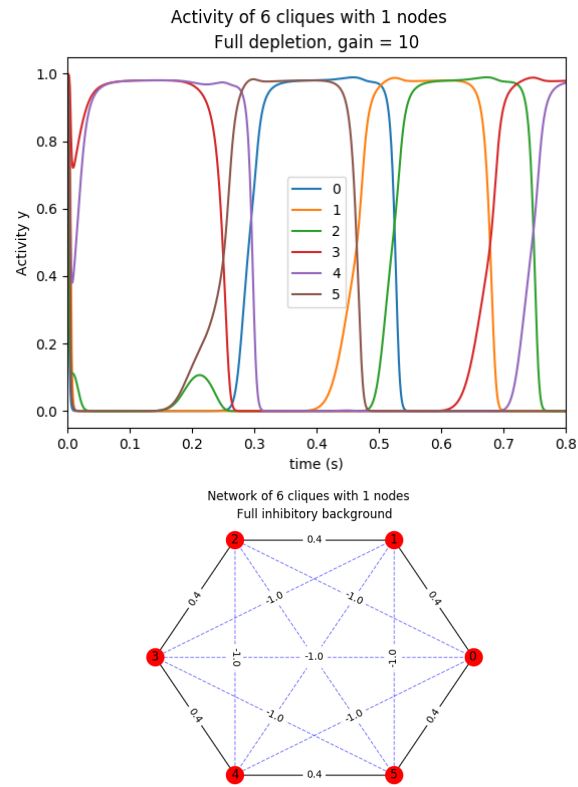 Activity of 6 cliques with 1 nodes
Full depletion, gain = 10
1.0
0.8
0.6
0.4
0.2
0.0
Activity y
0
1
2
3
4
5
0.0 0.1 0.2 0.3 0.4 0.5 0.6 0.7 0.8
time (s)
Network of 6 cliques with 1 nodes
Full inhibitory background
2 0.4 1
0.4 -1.0 -1.0 0.4
3 -1.0 -1.0 -1.0 0
0.4 -1.0 -1.0 0.4
4 0.4 5